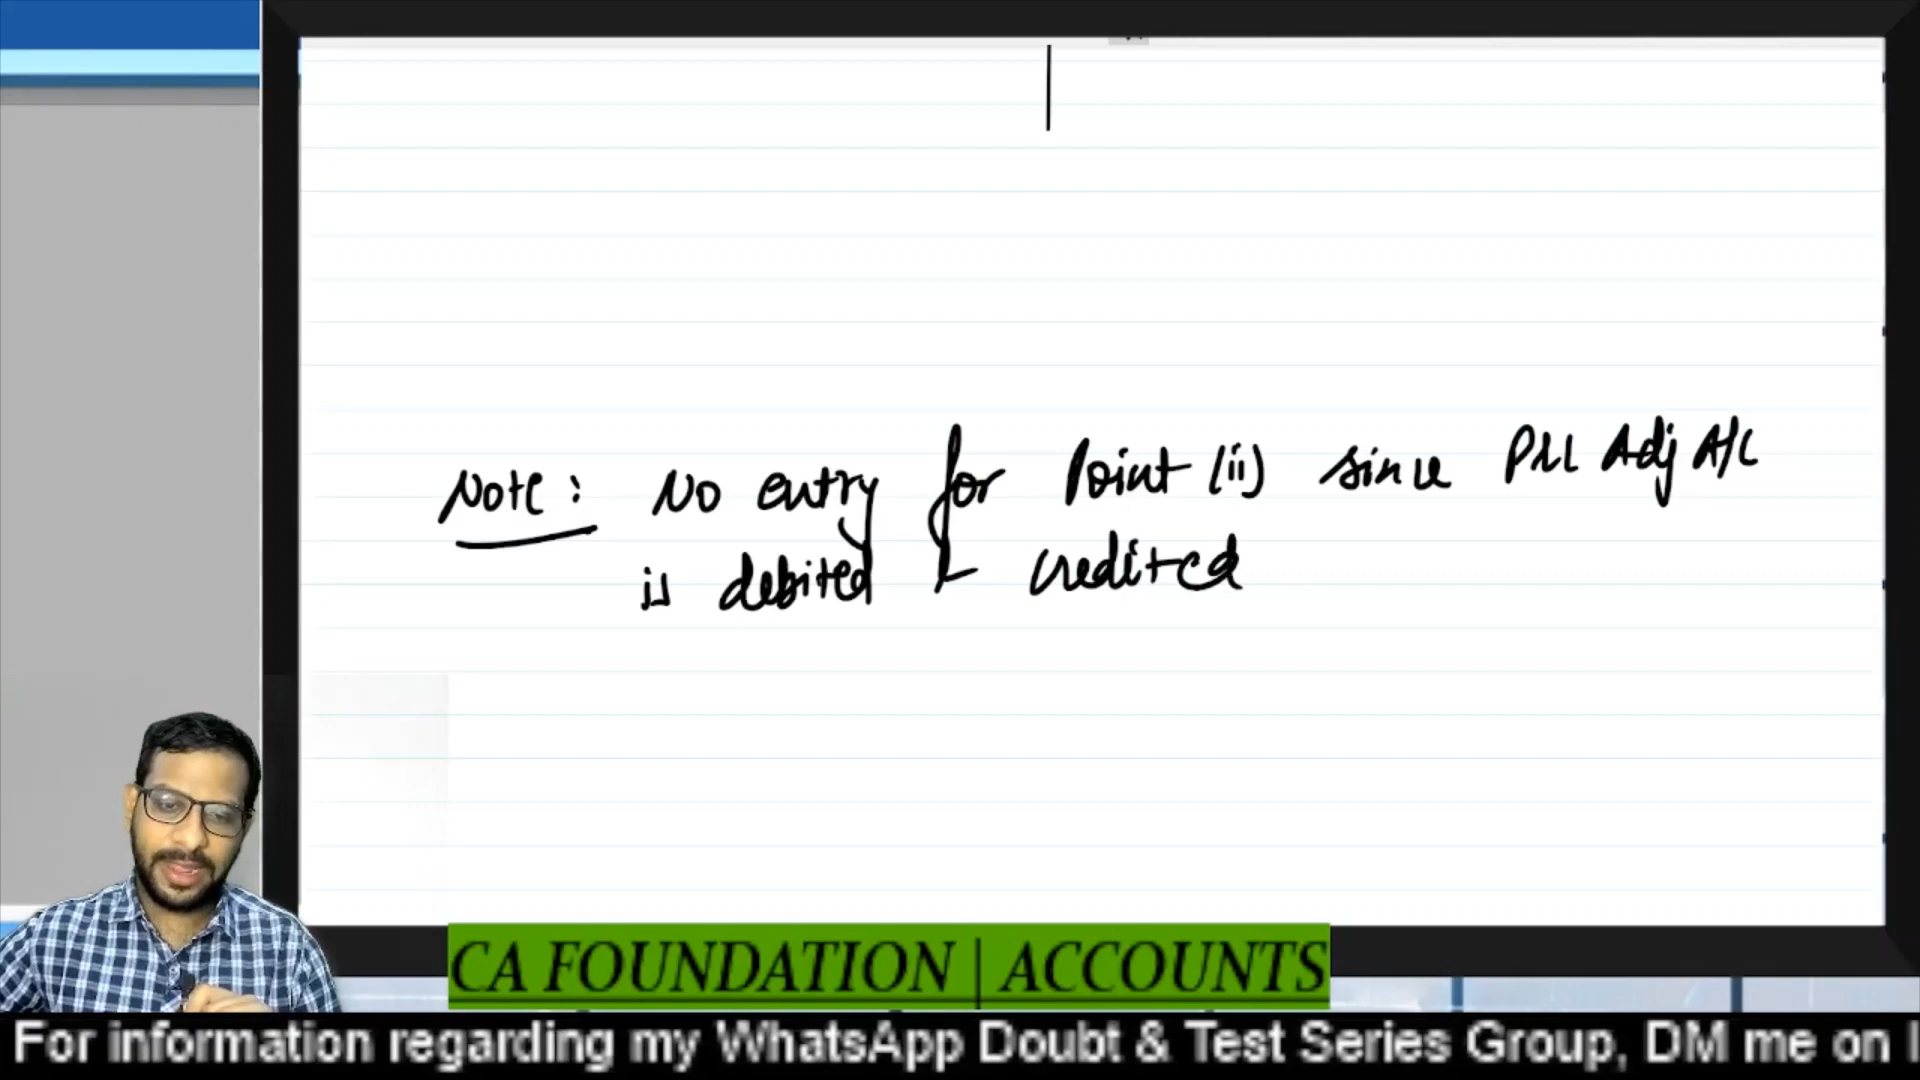 Note: No entry for Point (ii) since P&L Adj A/c
is debited & credited
CA FOUNDATION | ACCOUNTS
For information regarding my WhatsApp Doubt & Test Series Group, DM me on I